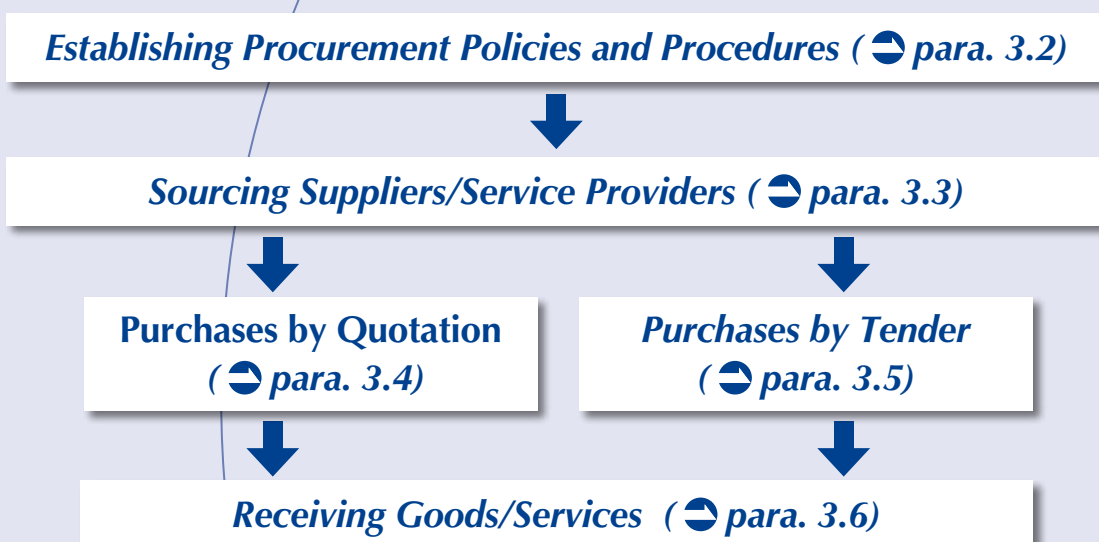 Establishing Procurement Policies and Procedures ( ➲ para. 3.2)
Sourcing Suppliers/Service Providers ( ➲ para. 3.3)
Purchases by Quotation
( ➲ para. 3.4)
Purchases by Tender
( ➲ para. 3.5)
Receiving Goods/Services ( ➲ para. 3.6)